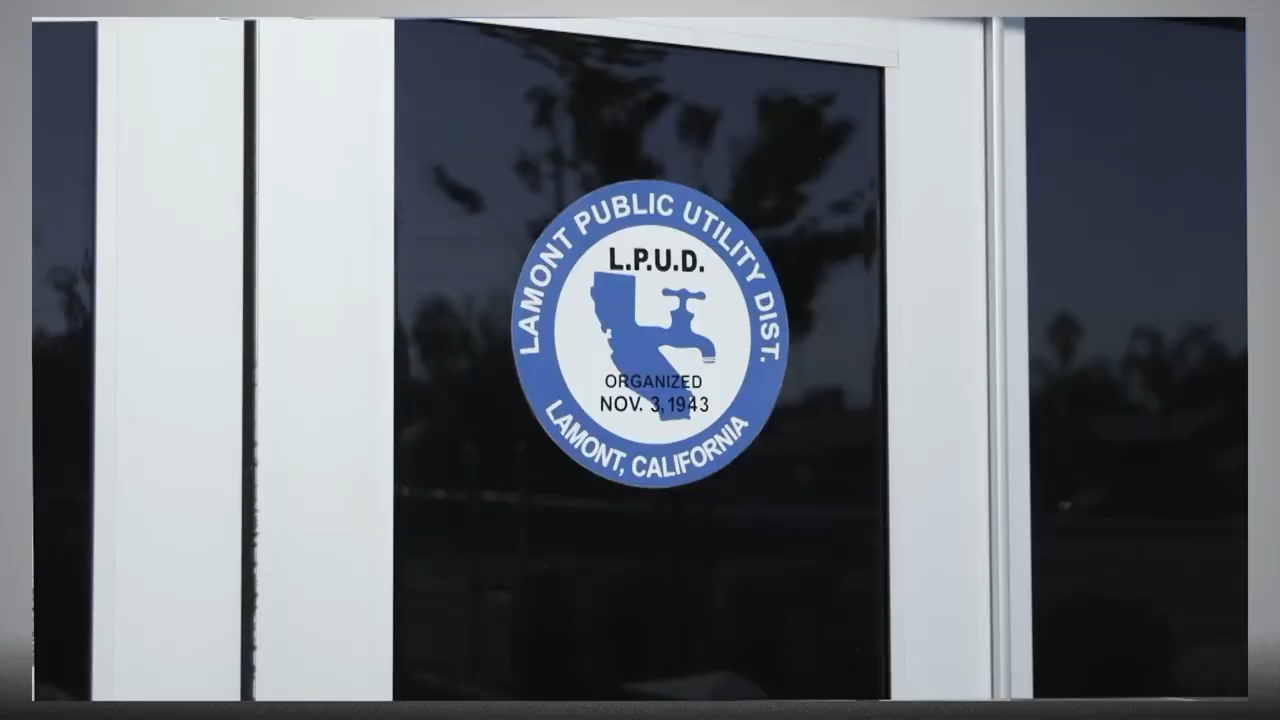 LAMONT PUBLIC UTILITY DIST.
L.P.U.D.
ORGANIZED
NOV. 3, 1943
LAMONT, CALIFORNIA